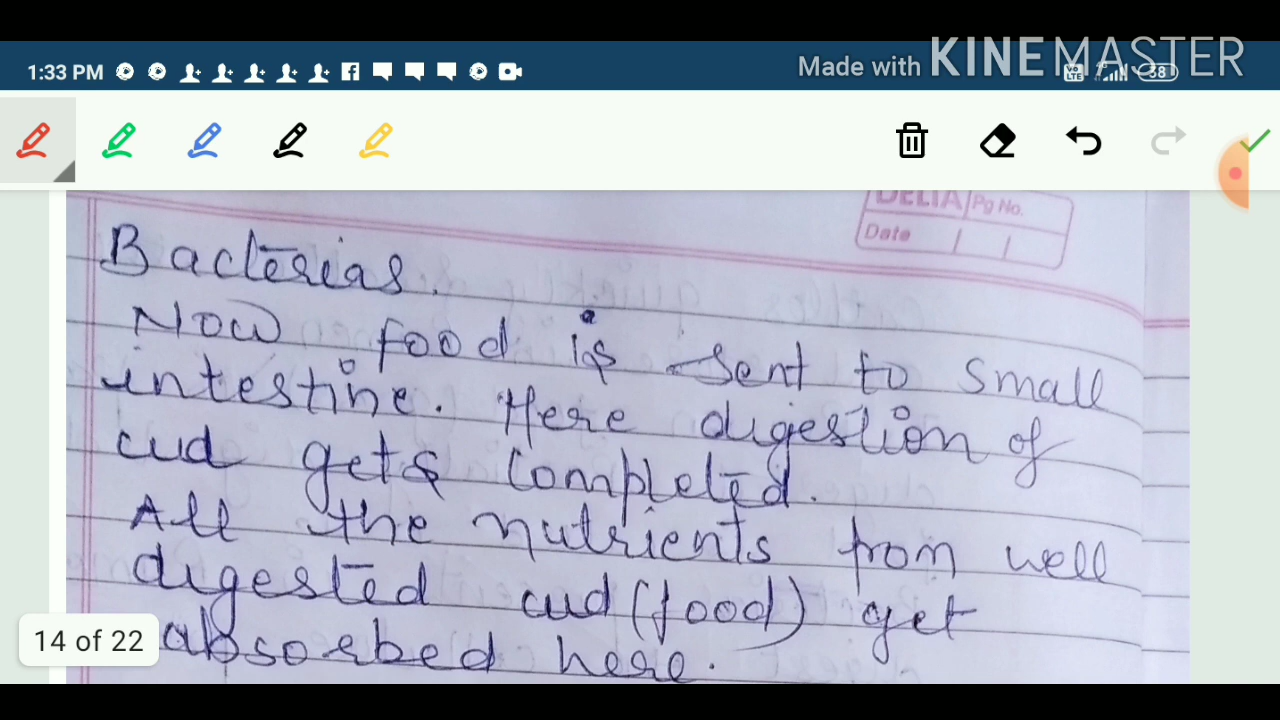 1:33 PM
Made with KINEMASTER
38
DELTA Pg No.
Date
Bacterias.
Now food is sent to small
intestine. Here digestion of
cud gets completed.
All the nutrients from well
digested cud (food) get
absorbed here.
14 of 22